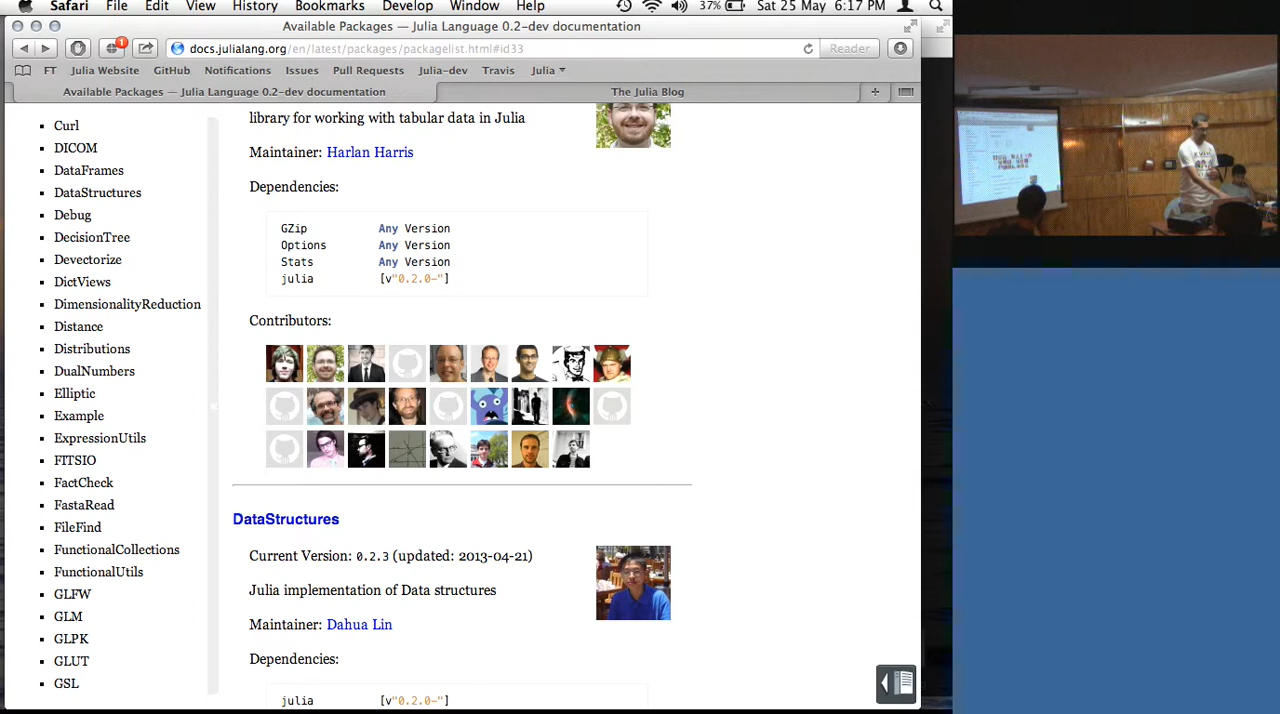 Safari File Edit View History Bookmarks Develop Window Help 37% Sat 25 May 6:17 PM
Available Packages — Julia Language 0.2-dev documentation
1
docs.julialang.org/en/latest/packages/packagelist.html#id33
Reader
FT Julia Website GitHub Notifications Issues Pull Requests Julia-dev Travis Julia
Available Packages — Julia Language 0.2-dev documentation
The Julia Blog
Curl
DICOM
DataFrames
DataStructures
Debug
DecisionTree
Devectorize
DictViews
DimensionalityReduction
Distance
Distributions
DualNumbers
Elliptic
Example
ExpressionUtils
FITSIO
FactCheck
FastaRead
FileFind
FunctionalCollections
FunctionalUtils
GLFW
GLM
GLPK
GLUT
GSL
library for working with tabular data in Julia
Maintainer: Harlan Harris
Dependencies:
GZip Any Version
Options Any Version
Stats Any Version
julia [v"0.2.0-"]
Contributors:
DataStructures
Current Version: 0.2.3 (updated: 2013-04-21)
Julia implementation of Data structures
Maintainer: Dahua Lin
Dependencies:
julia [v"0.2.0-"]